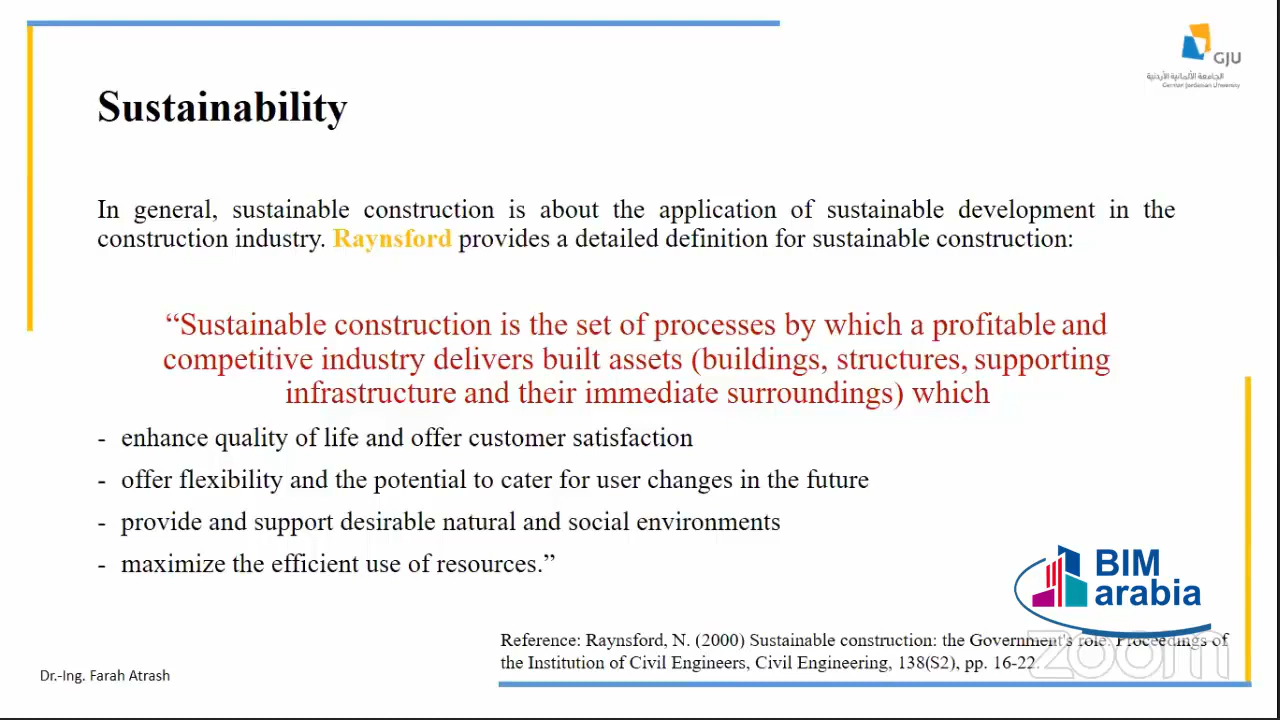 GJU
الجامعة الألمانية الأردنية
German Jordanian University
Sustainability
In general, sustainable construction is about the application of sustainable development in the
construction industry. Raynsford provides a detailed definition for sustainable construction:
“Sustainable construction is the set of processes by which a profitable and
competitive industry delivers built assets (buildings, structures, supporting
infrastructure and their immediate surroundings) which
- enhance quality of life and offer customer satisfaction
- offer flexibility and the potential to cater for user changes in the future
- provide and support desirable natural and social environments
- maximize the efficient use of resources.”
BIM
arabia
Reference: Raynsford, N. (2000) Sustainable construction: the Government's role. Proceedings of
the Institution of Civil Engineers, Civil Engineering, 138(S2), pp. 16-22.
zoom
Dr.-Ing. Farah Atrash